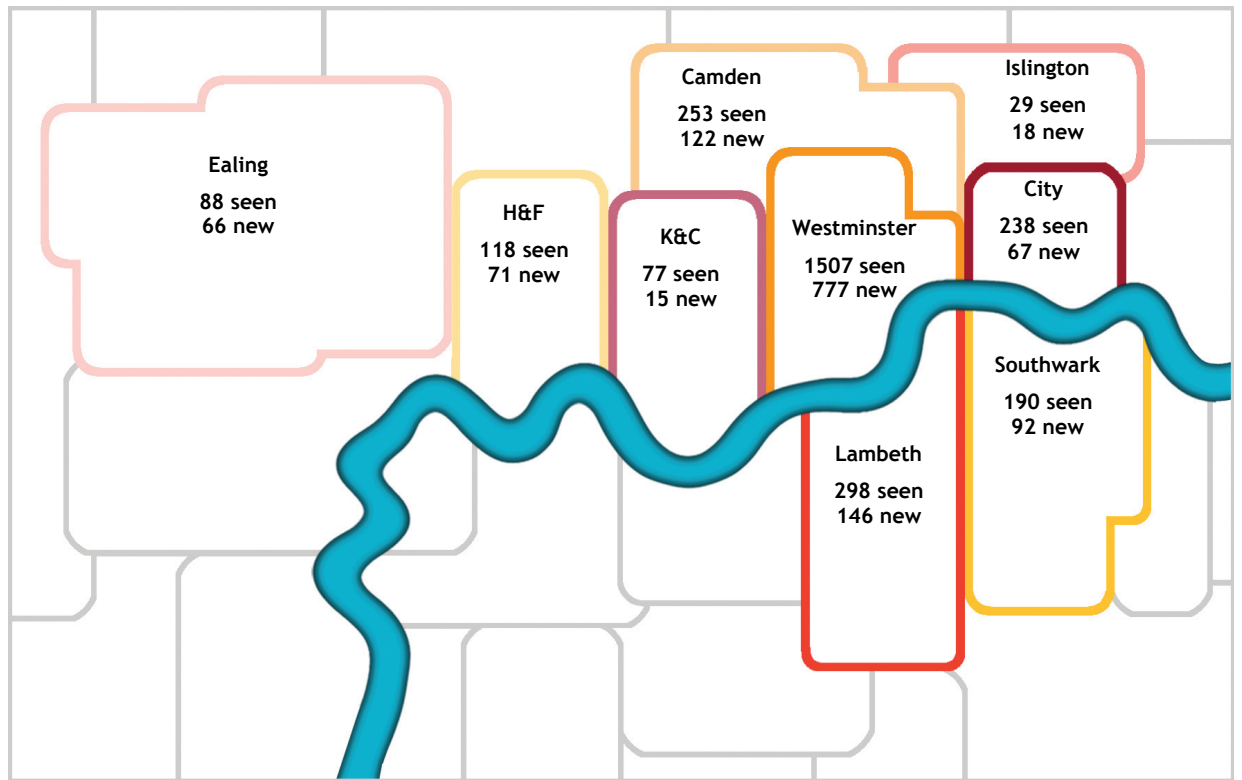 Camden
253 seen
122 new
Islington
29 seen
18 new
Ealing
88 seen
66 new
H&F
118 seen
71 new
K&C
77 seen
15 new
Westminster
1507 seen
777 new
City
238 seen
67 new
Southwark
190 seen
92 new
Lambeth
298 seen
146 new